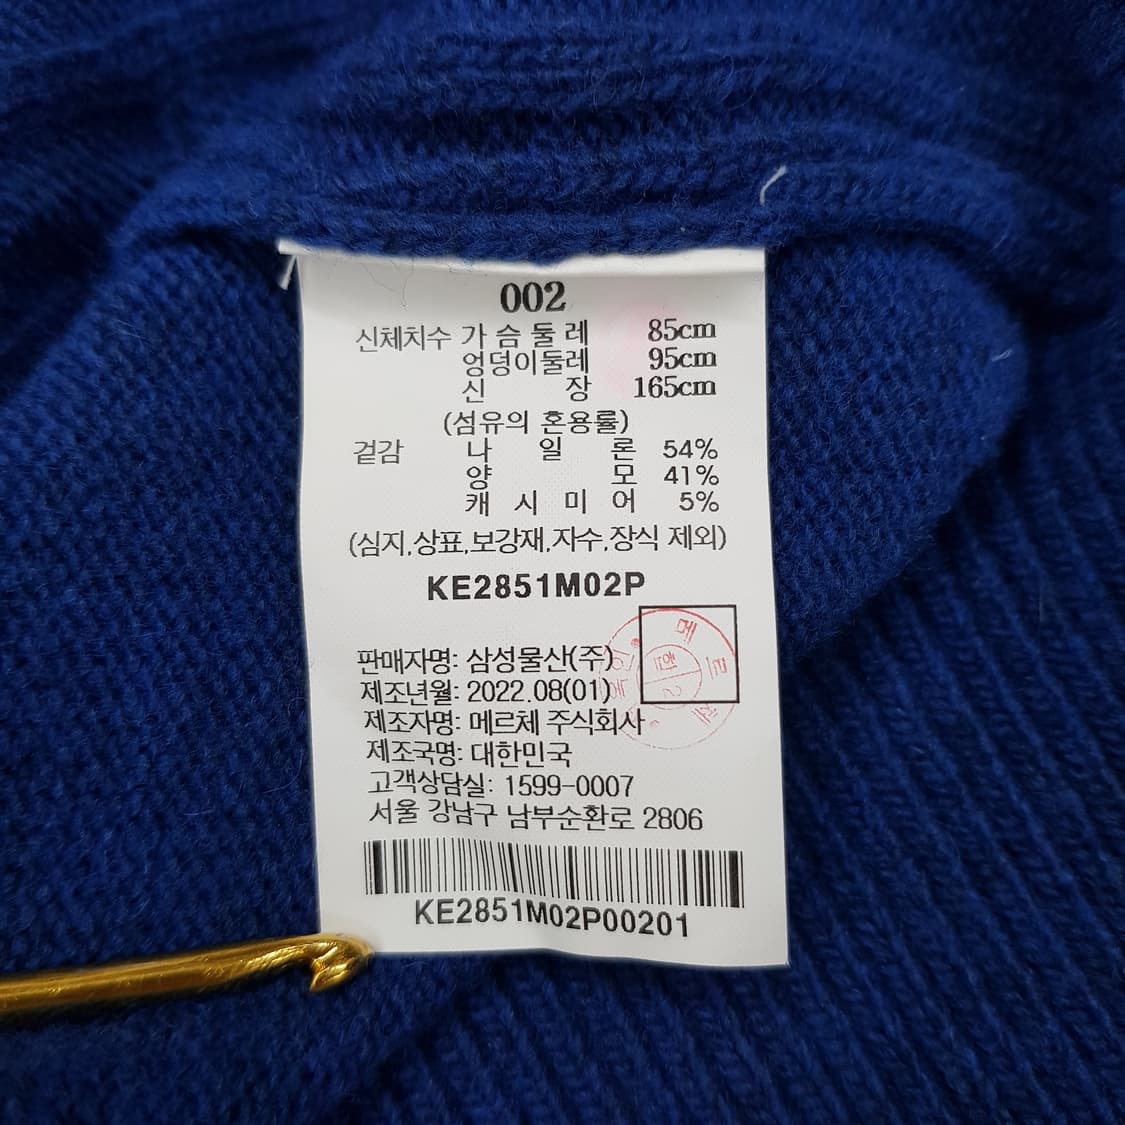 002
신체치수 가 슴 둘 레 85cm
엉덩이둘레 95cm
신 장 165cm
(섬유의 혼용률)
겉감 나 일 론 54%
양 모 41%
캐 시 미 어 5%
(심지,상표,보강재,자수,장식 제외)
KE2851M02P
판매자명: 삼성물산(주)
제조년월: 2022.08(01)
제조자명: 메르체 주식회사
제조국명: 대한민국
고객상담실: 1599-0007
서울 강남구 남부순환로 2806
KE2851M02P00201